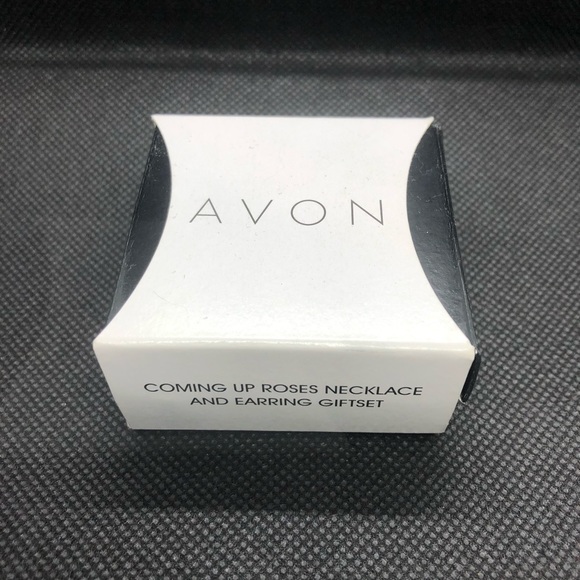 AVON
COMING UP ROSES NECKLACE
AND EARRING GIFTSET